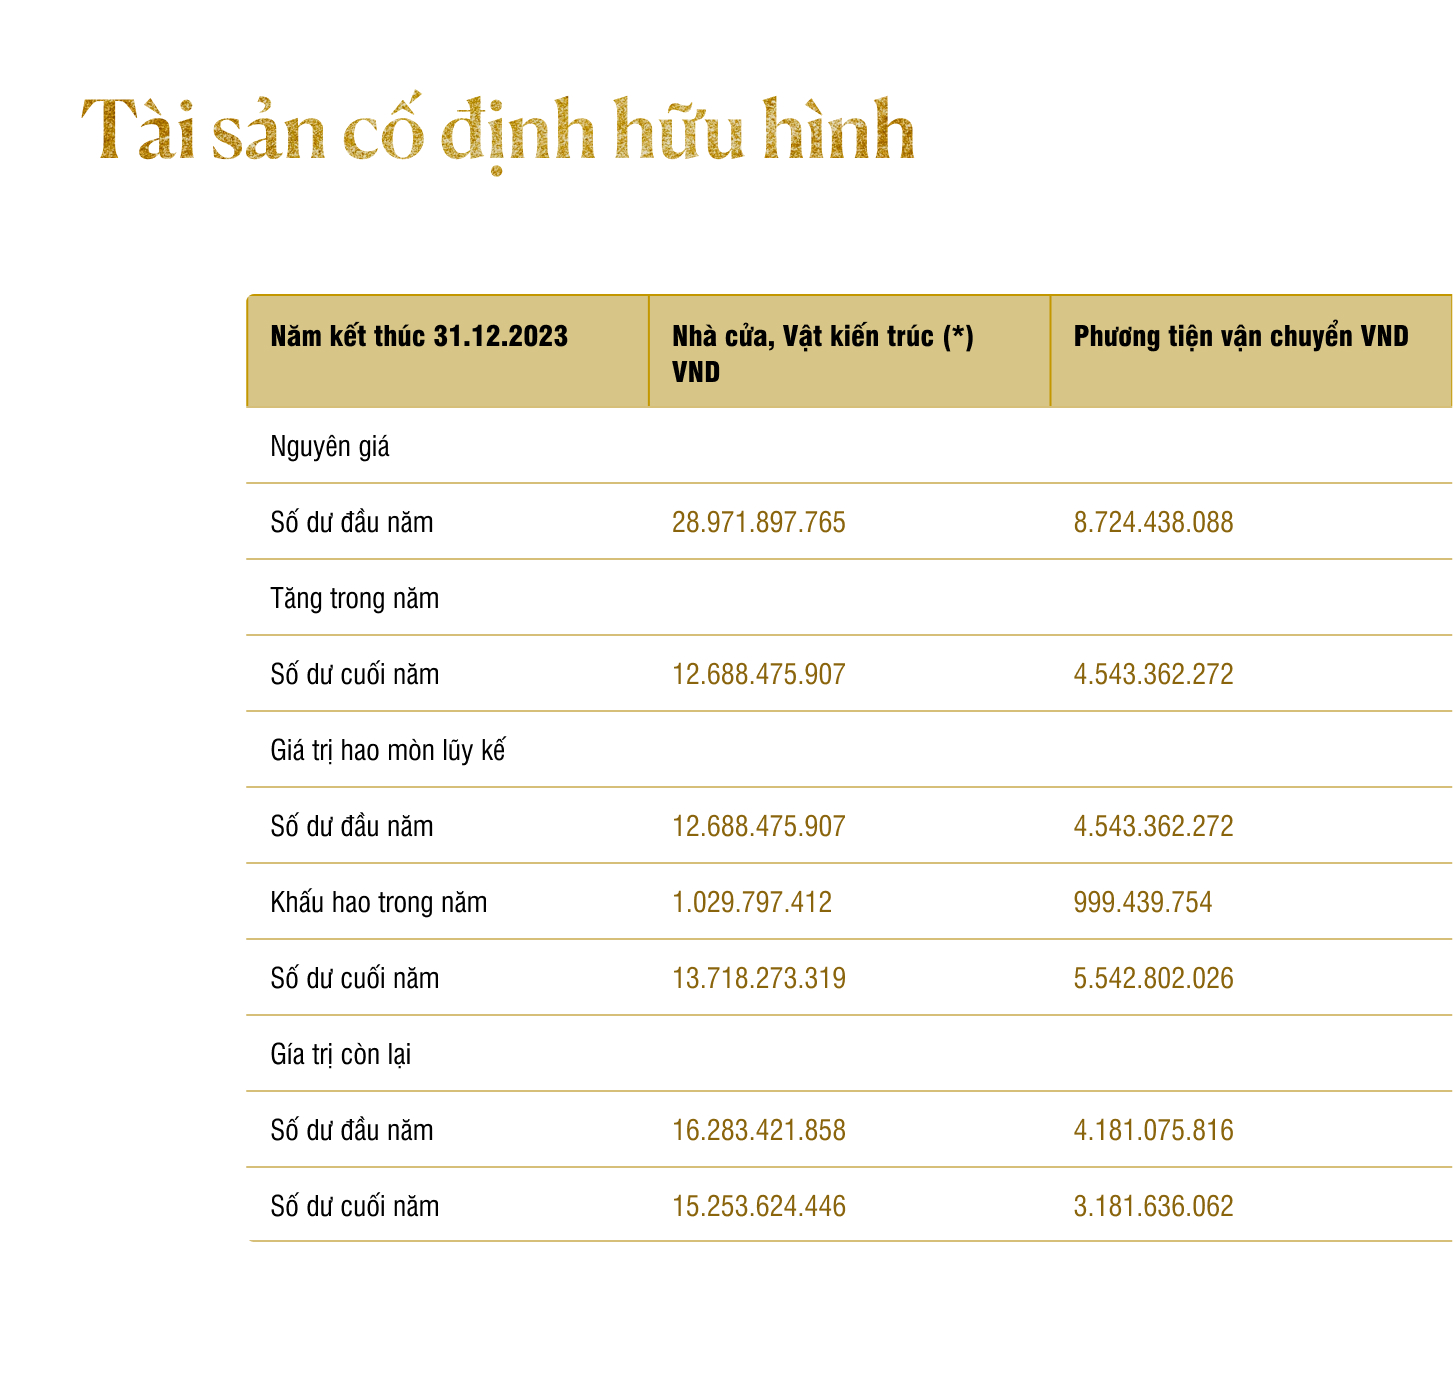 Tài sản cố định hữu hình
Năm kết thúc 31.12.2023 Nhà cửa, Vật kiến trúc (*) Phương tiện vận chuyển VND
VND
Nguyên giá
Số dư đầu năm 28.971.897.765 8.724.438.088
Tăng trong năm
Số dư cuối năm 12.688.475.907 4.543.362.272
Giá trị hao mòn lũy kế
Số dư đầu năm 12.688.475.907 4.543.362.272
Khấu hao trong năm 1.029.797.412 999.439.754
Số dư cuối năm 13.718.273.319 5.542.802.026
Gía trị còn lại
Số dư đầu năm 16.283.421.858 4.181.075.816
Số dư cuối năm 15.253.624.446 3.181.636.062